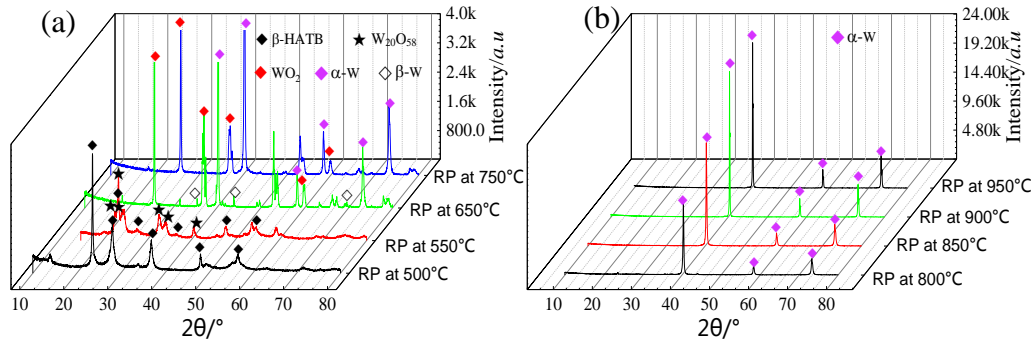 (a)
4.0k
3.2k
2.4k
1.6k
800.0
Intensity/a.u
β-HATB
W₂₀O₅₈
WO₂
α-W
β-W
RP at 750°C
RP at 650°C
RP at 550°C
RP at 500°C
10 20 30 40 50 60 70 80
2θ/°
(b)
24.00k
19.20k
14.40k
9.60k
4.80k
Intensity/a.u
α-W
RP at 950°C
RP at 900°C
RP at 850°C
RP at 800°C
10 20 30 40 50 60 70 80
2θ/°